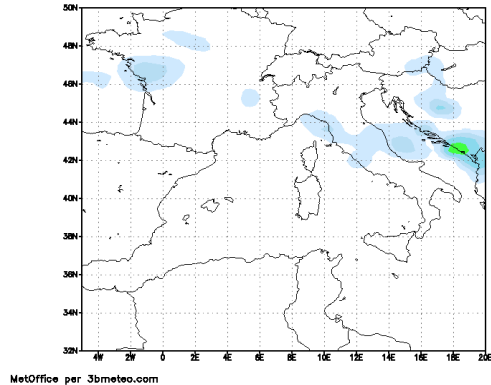 50N
48N
46N
44N
42N
40N
38N
36N
34N
32N
4W 2W 0 2E 4E 6E 8E 10E 12E 14E 16E 18E 20E
MetOffice per 3bmeteo.com